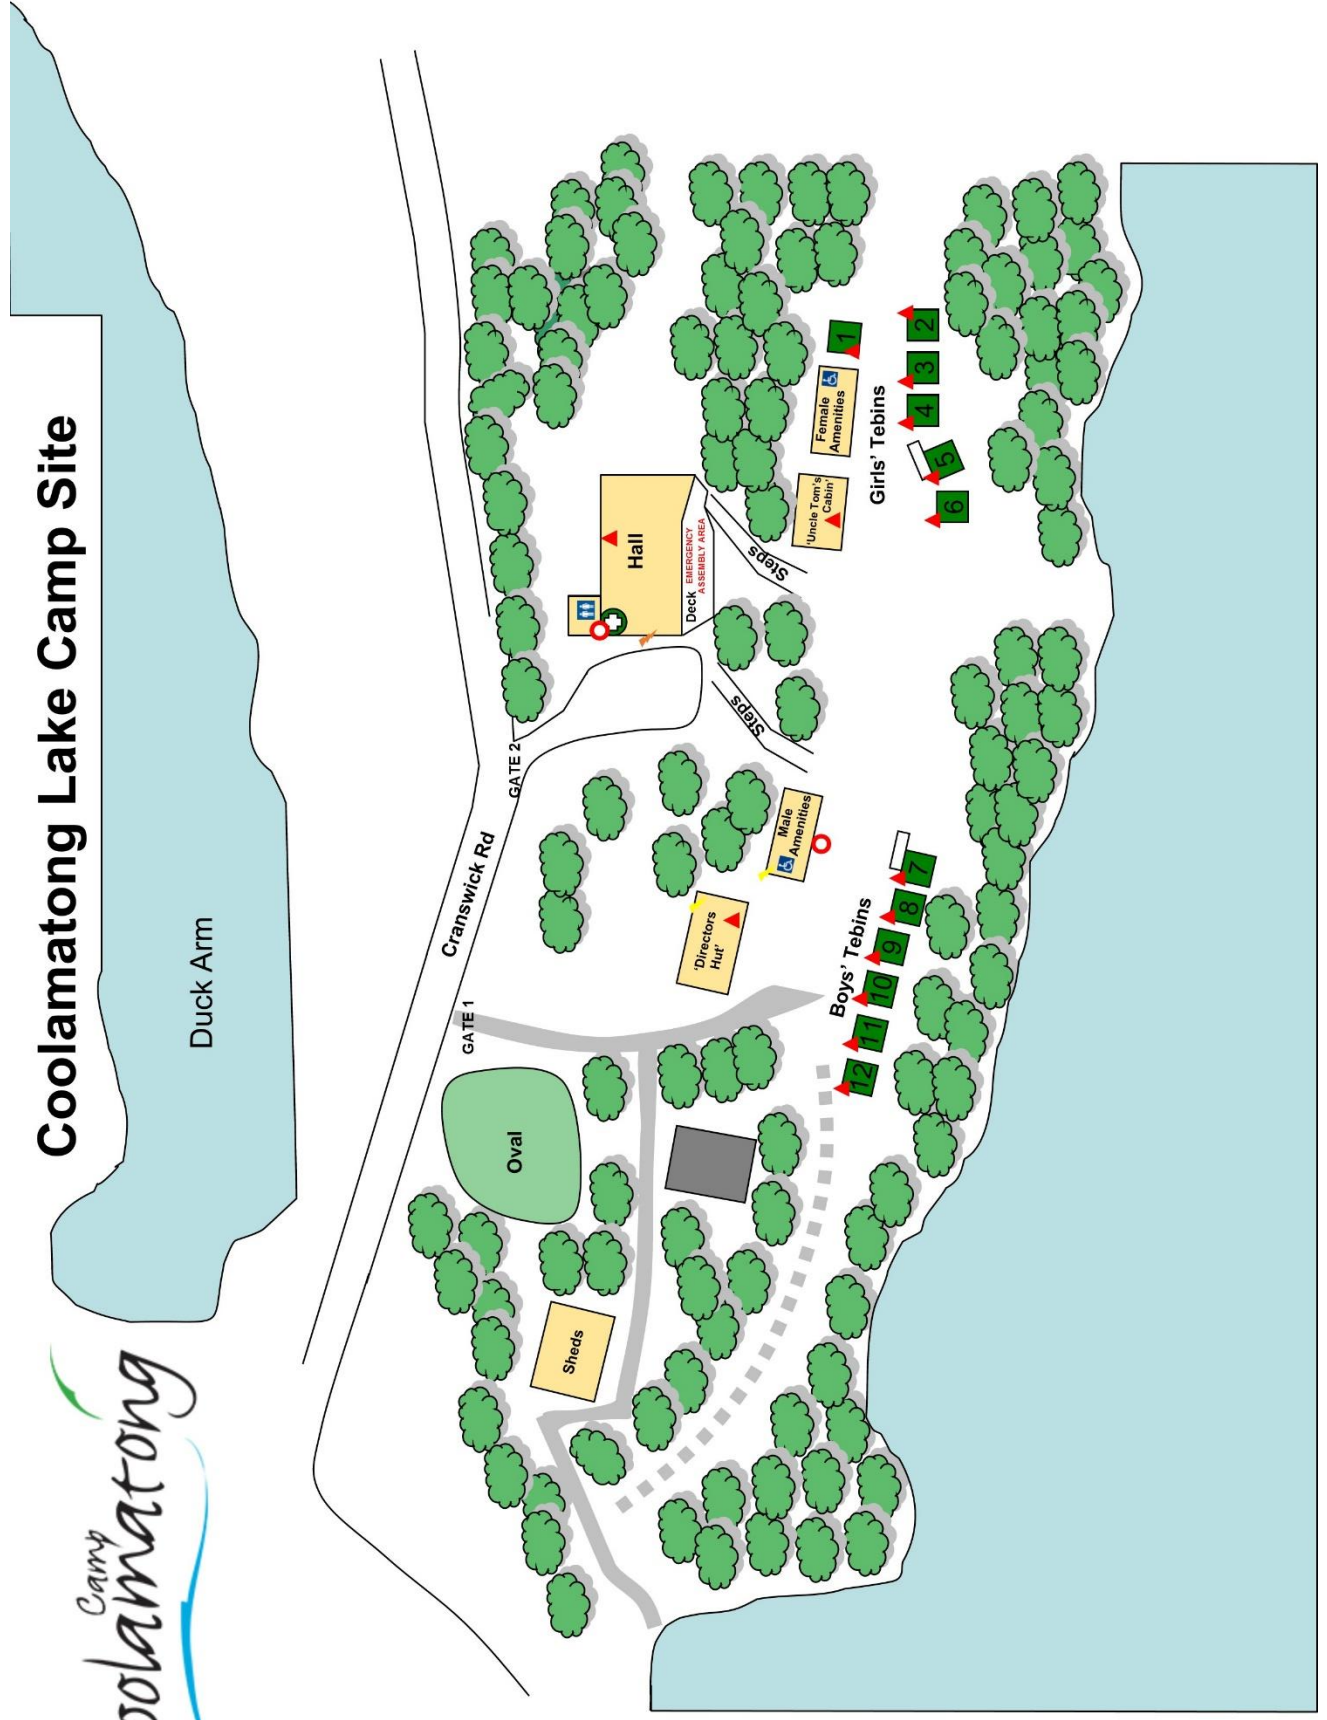 Coolamatong Lake Camp Site
Camp
oolamatong
Duck Arm
Cranswick Rd
GATE 1
GATE 2
Oval
Sheds
Hall
Deck
EMERGENCY
ASSEMBLY AREA
Steps
Steps
'Directors
Hut'
Male
Amenities
'Uncle Tom's
Cabin'
Female
Amenities
Boys' Tebins
Girls' Tebins
12
11
10
9
8
7
6
5
4
3
2
1